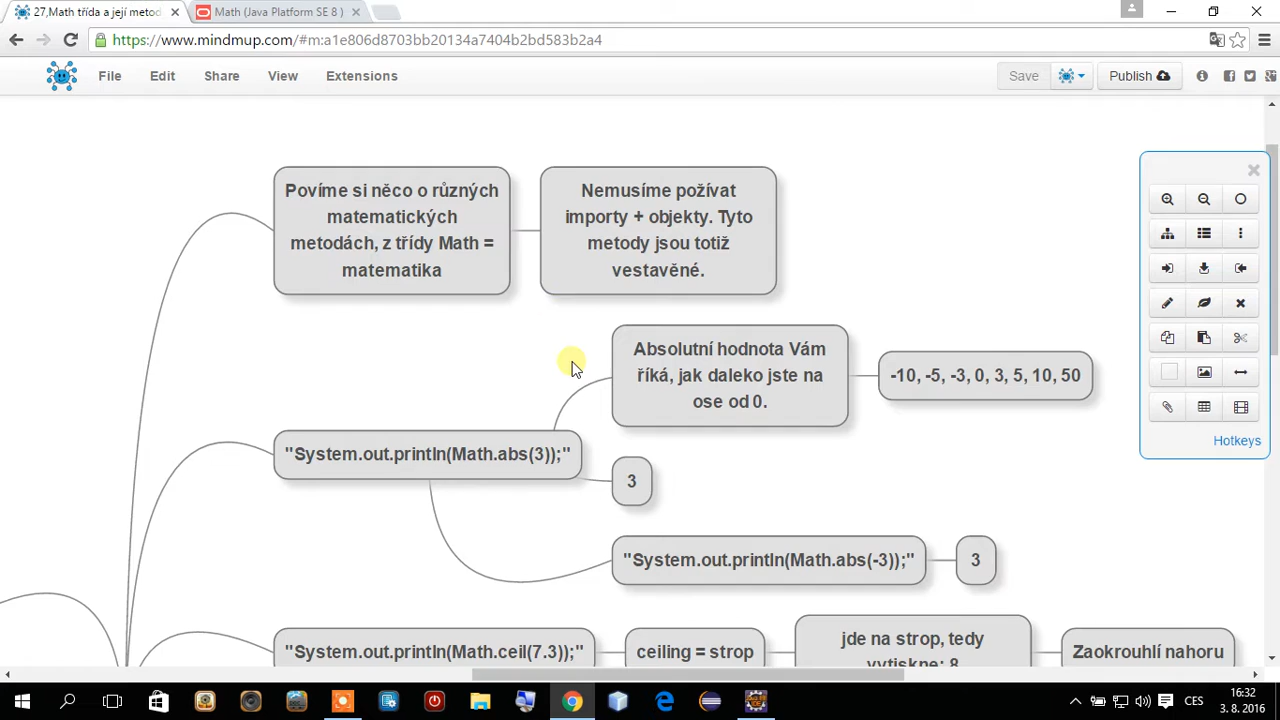 27,Math třída a její metod
Math (Java Platform SE 8 )
https://www.mindmup.com/#m:a1e806d8703bb20134a7404b2bd583b2a4
File Edit Share View Extensions Save Publish
Povíme si něco o různých
matematických
metodách, z třídy Math =
matematika
Nemusíme požívat
importy + objekty. Tyto
metody jsou totiž
vestavěné.
Absolutní hodnota Vám
říká, jak daleko jste na
ose od 0.
-10, -5, -3, 0, 3, 5, 10, 50
"System.out.println(Math.abs(3));"
3
"System.out.println(Math.abs(-3));"
3
"System.out.println(Math.ceil(7.3));"
ceiling = strop
jde na strop, tedy
vytiskne: 8
Zaokrouhlí nahoru
Hotkeys
CES
16:32
3. 8. 2016